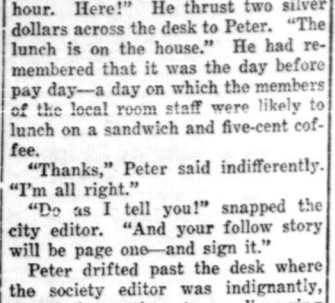 hour. Here!" He thrust two silver
dollars across the desk to Peter. "The
lunch is on the house." He had re-
membered that it was the day before
pay day—a day on which the members
of the local room staff were likely to
lunch on a sandwich and five-cent cof-
fee.
"Thanks," Peter said indifferently.
"I'm all right."
"Do as I tell you!" snapped the
city editor. "And your follow story
will be page one—and sign it."
Peter drifted past the desk where
the society editor was indignantly,